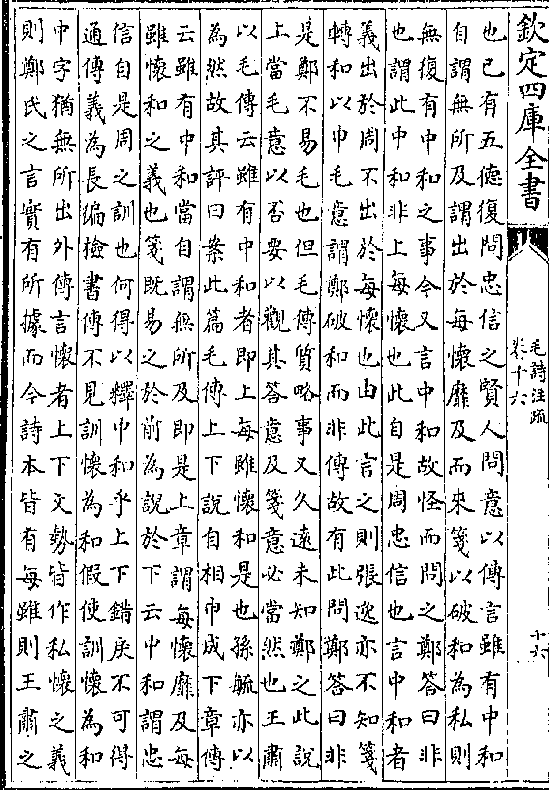 欽定四庫全書
毛詩注疏
卷十六
十六
也已有五德復問忠信之賢人問意以傳言雖有中和
自謂無所及謂出於每懷靡及而來箋以破和為私則
無復有中和之事今又言中和故怪而問之鄭答曰非
也謂此中和非上每懷也此自是周忠信也言中和者
義出於周不出於每懷也由此言之則張逸亦不知箋
轉和以申毛意謂鄭破和而非傳故有此問鄭答曰非
是鄭不易毛也但毛傳質略事又久遠未知鄭之此說
上當毛意以否要以觀其答意及箋意必當然也王肅
以毛傳云雖有中和者即上每雖懷和是也孫毓亦以
為然故其評曰案此篇毛傳上下說自相申成下章傳
云雖有中和當自謂無所及即是上章謂每懷靡及每
雖懷和之義也箋既易之於前為說於下云中和謂忠
信自是周之訓也何得以釋中和乎上下錯戾不可得
通傳義為長徧檢書傳不見訓懷為和假使訓懷為和
中字猶無所出外傳言懷者上下文勢皆作私懷之義
則鄭氏之言實有所據而今詩本皆有每雖則王肅之